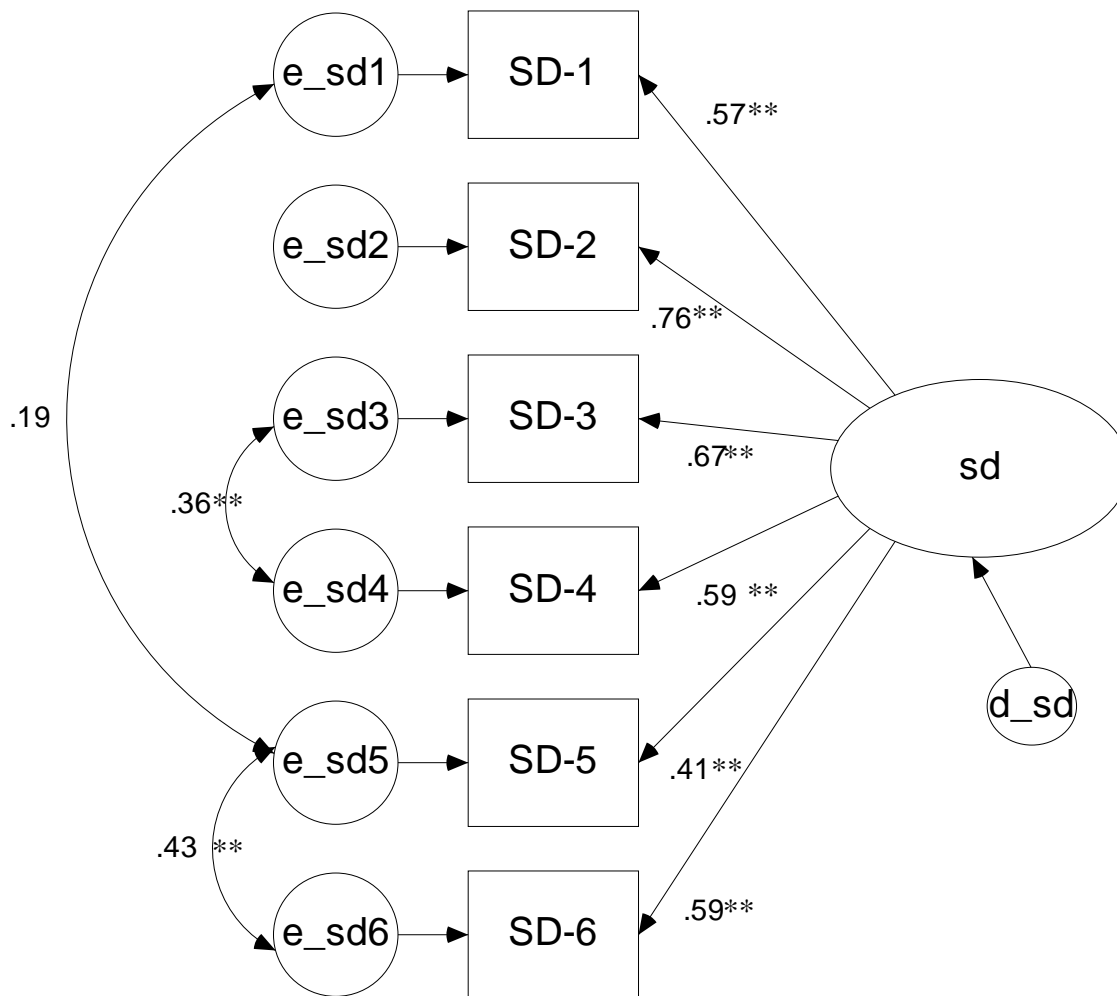 e_sd1
SD-1
.57**
e_sd2
SD-2
.76**
.19
e_sd3
SD-3
.67**
sd
.36**
e_sd4
SD-4
.59 **
d_sd
e_sd5
SD-5
.41**
.43 **
e_sd6
SD-6
.59**